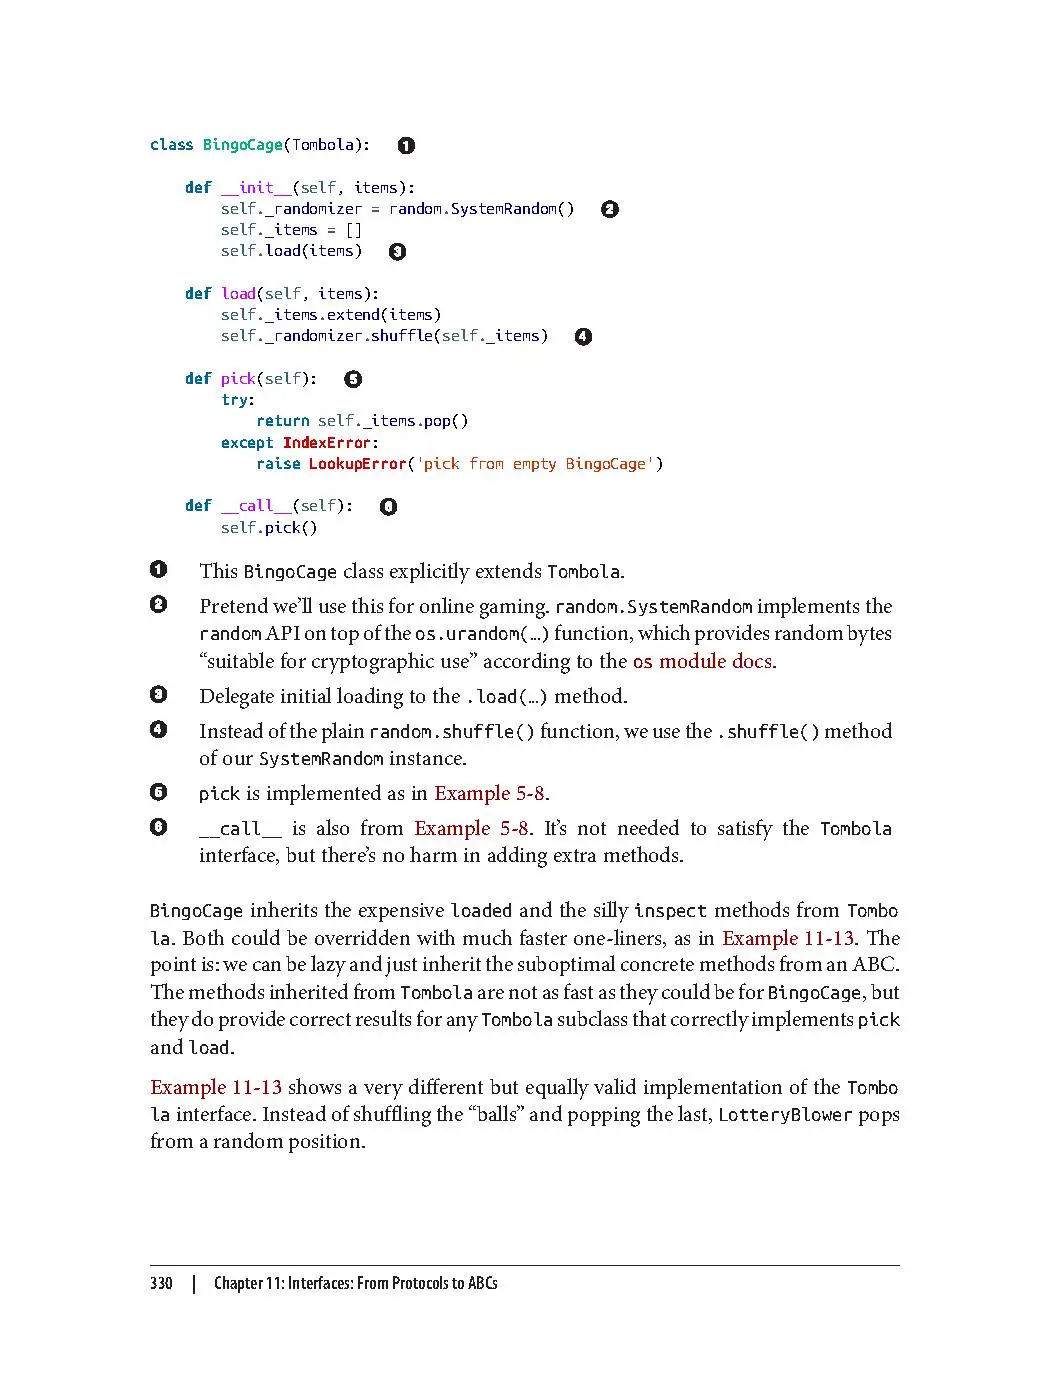 class BingoCage(Tombola): ❶
    def __init__(self, items):
        self._randomizer = random.SystemRandom() ❷
        self._items = []
        self.load(items) ❸
    def load(self, items):
        self._items.extend(items)
        self._randomizer.shuffle(self._items) ❹
    def pick(self): ❺
        try:
            return self._items.pop()
        except IndexError:
            raise LookupError('pick from empty BingoCage')
    def __call__(self): ❻
        self.pick()
❶ This BingoCage class explicitly extends Tombola.
❷ Pretend we’ll use this for online gaming. random.SystemRandom implements the
random API on top of the os.urandom(…) function, which provides random bytes
“suitable for cryptographic use” according to the os module docs.
❸ Delegate initial loading to the .load(…) method.
❹ Instead of the plain random.shuffle() function, we use the .shuffle() method
of our SystemRandom instance.
❺ pick is implemented as in Example 5-8.
❻ __call__ is also from Example 5-8. It’s not needed to satisfy the Tombola
interface, but there’s no harm in adding extra methods.
BingoCage inherits the expensive loaded and the silly inspect methods from Tombo
la. Both could be overridden with much faster one-liners, as in Example 11-13. The
point is: we can be lazy and just inherit the suboptimal concrete methods from an ABC.
The methods inherited from Tombola are not as fast as they could be for BingoCage, but
they do provide correct results for any Tombola subclass that correctly implements pick
and load.
Example 11-13 shows a very different but equally valid implementation of the Tombo
la interface. Instead of shuffling the “balls” and popping the last, LotteryBlower pops
from a random position.
330 | Chapter 11: Interfaces: From Protocols to ABCs